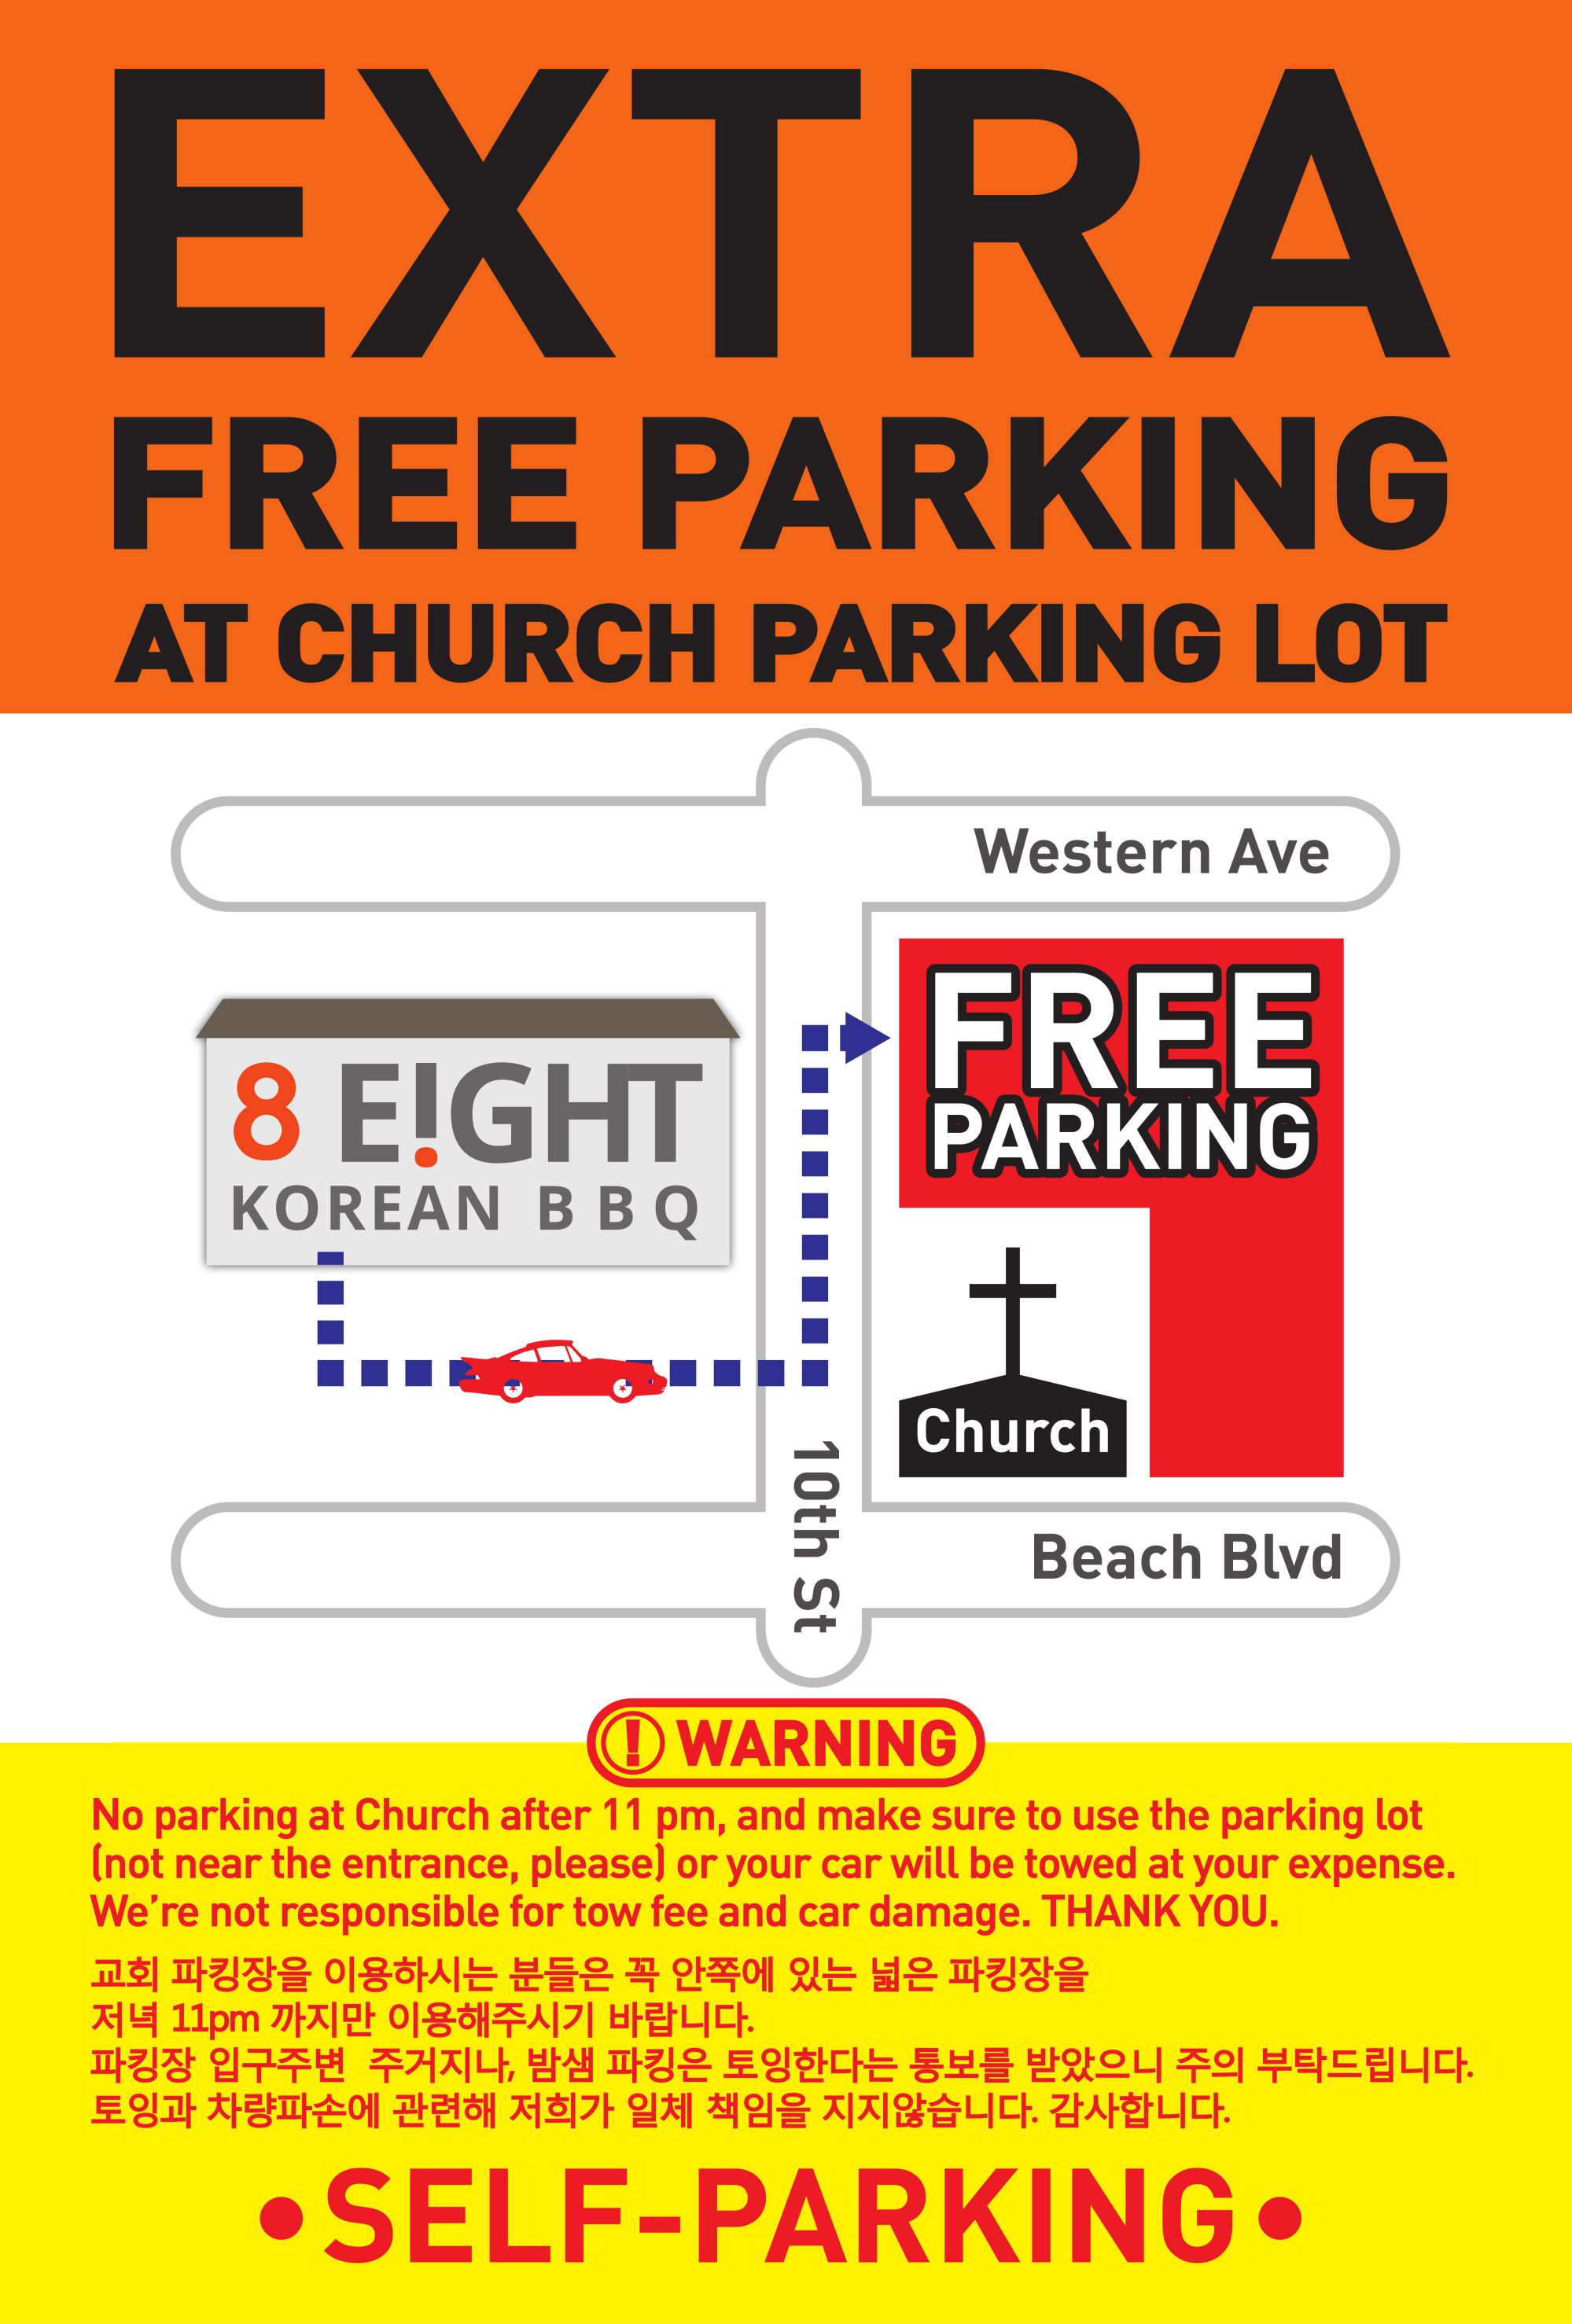 EXTRA
FREE PARKING
AT CHURCH PARKING LOT
Western Ave
FREE
PARKING
8 E!GHT
KOREAN BBQ
Church
10th St
Beach Blvd
! WARNING
No parking at Church after 11 pm, and make sure to use the parking lot
(not near the entrance, please) or your car will be towed at your expense.
We're not responsible for tow fee and car damage. THANK YOU.
교회 파킹장을 이용하시는 분들은 꼭 안쪽에 있는 넓은 파킹장을
저녁 11pm 까지만 이용해주시기 바랍니다.
파킹장 입구주변 주거지나, 밤샘 파킹은 토잉한다는 통보를 받았으니 주의 부탁드립니다.
토잉과 차량파손에 관련해 저희가 일체 책임을 지지않습니다. 감사합니다.
•SELF-PARKING•